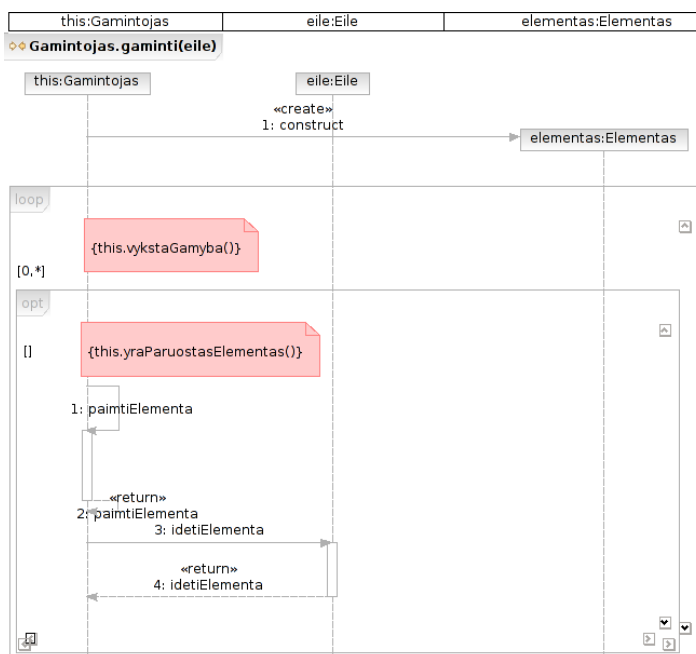 this:Gamintojas eile:Eile elementas:Elementas
Gamintojas.gaminti(eile)
this:Gamintojas eile:Eile
«create»
1: construct
elementas:Elementas
loop
{this.vykstaGamyba()}
[0,*]
opt
[] {this.yraParuostasElementas()}
1: paimtiElementa
«return»
2: paimtiElementa
3: idetiElementa
«return»
4: idetiElementa